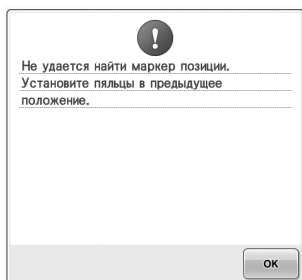 Не удается найти маркер позиции.
Установите пяльцы в предыдущее
положение.
OK